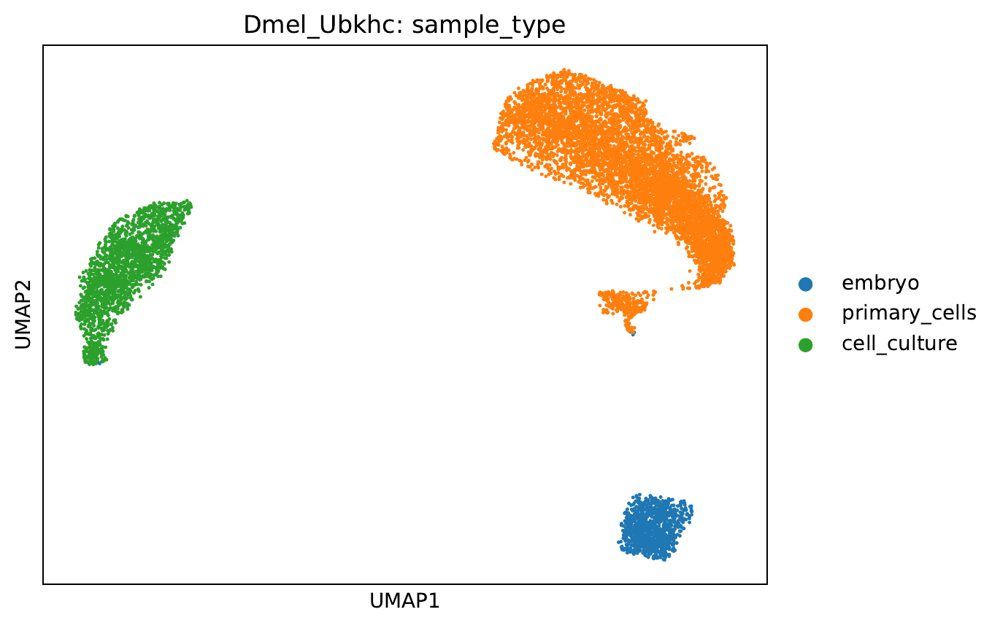 Dmel_Ubkhc: sample_type
UMAP2
embryo
primary_cells
cell_culture
UMAP1